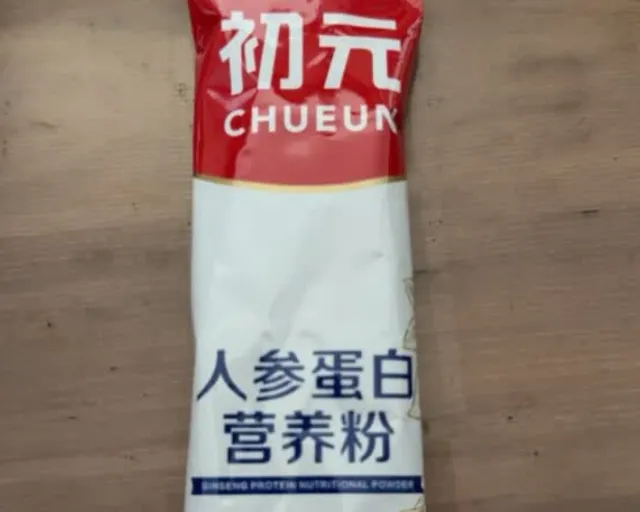 初元
CHUEUN
人参蛋白
营养粉
GINSENG PROTEIN NUTRITIONAL POWDER